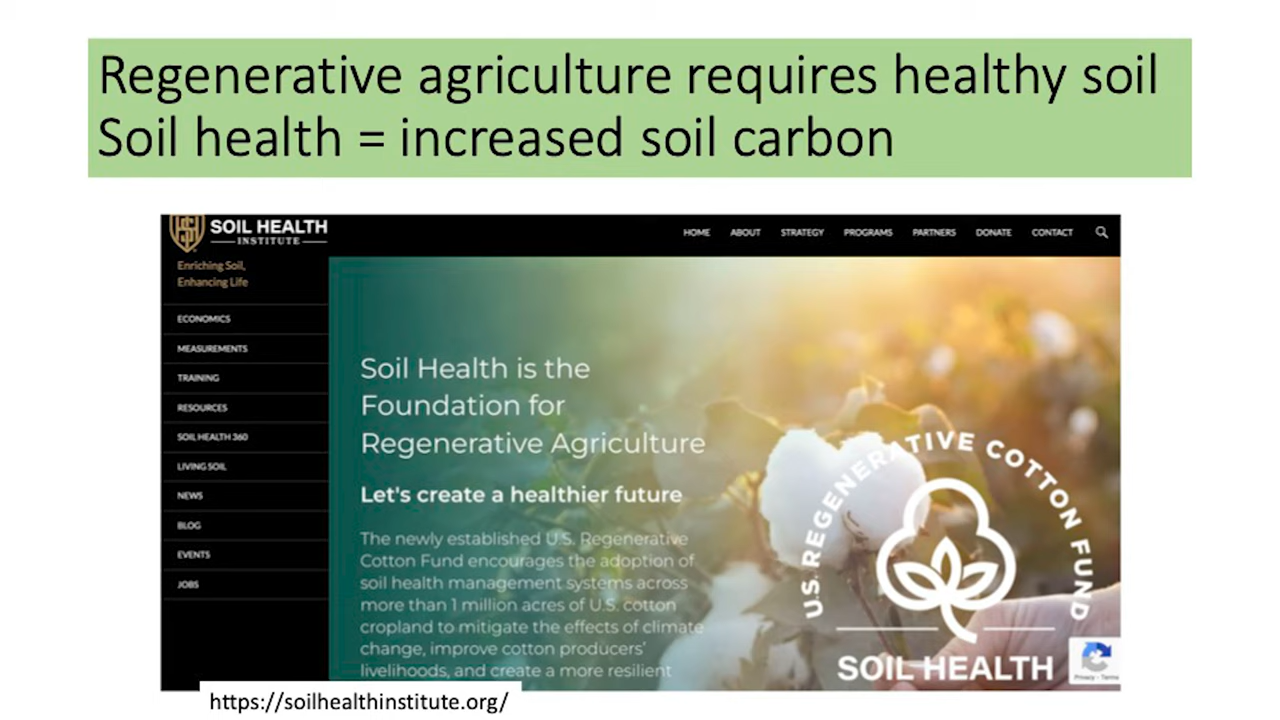 Regenerative agriculture requires healthy soil
Soil health = increased soil carbon
SOIL HEALTH
INSTITUTE
HOME ABOUT STRATEGY PROGRAMS PARTNERS DONATE CONTACT
Enriching Soil,
Enhancing Life
ECONOMICS
MEASUREMENTS
TRAINING
RESOURCES
SOIL HEALTH 360
LIVING SOIL
NEWS
BLOG
EVENTS
JOBS
Soil Health is the
Foundation for
Regenerative Agriculture
Let's create a healthier future
The newly established U.S. Regenerative
Cotton Fund encourages the adoption of
soil health management systems across
more than 1 million acres of U.S. cotton
cropland to mitigate the effects of climate
change, improve cotton producers'
livelihoods, and create a more resilient
U.S. REGENERATIVE COTTON FUND
SOIL HEALTH
Privacy - Terms
https://soilhealthinstitute.org/